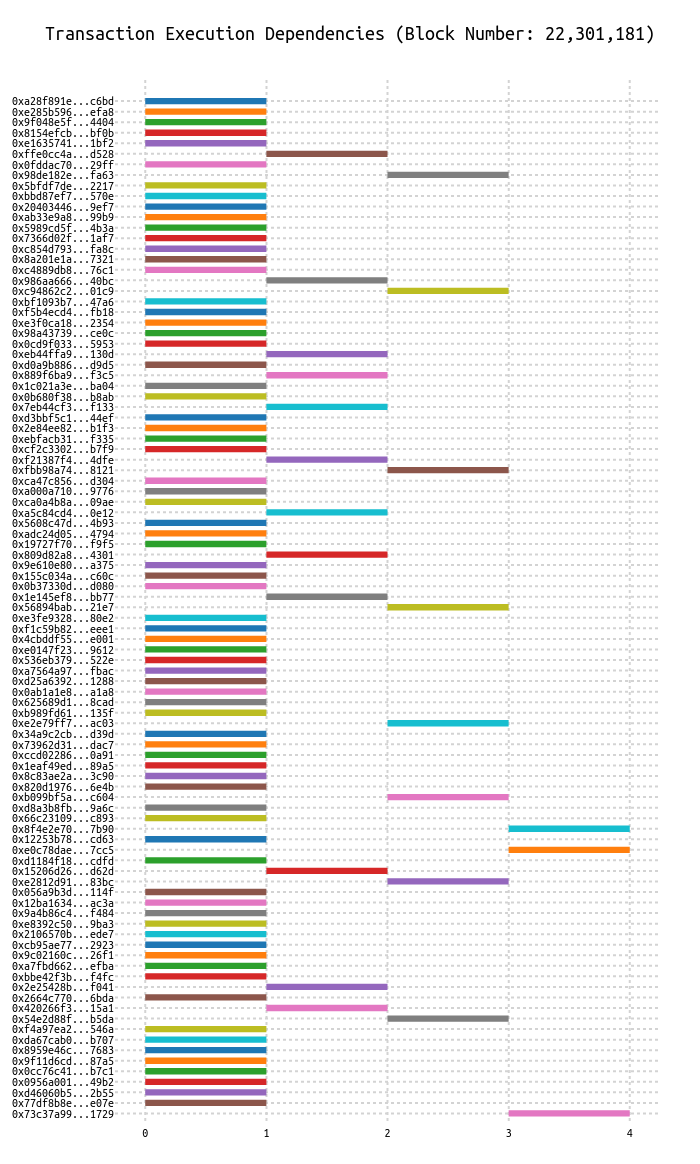 Transaction Execution Dependencies (Block Number: 22,301,181)
0xa28f891e...c6bd
0xe285b596...efa8
0x9f048e5f...4404
0x8154efcb...bf0b
0xe1635741...1bf2
0xffe0cc4a...d528
0x0fddac70...29ff
0x98de182e...fa63
0x5bfdf7de...2217
0xbbd87ef7...570e
0x20403446...9ef7
0xab33e9a8...99b9
0x5989cd5f...4b3a
0x7366d02f...1af7
0xc854d793...fa8c
0x8a201e1a...7321
0xc4889db8...76c1
0x986aa666...40bc
0xc94862c2...01c9
0xbf1093b7...47a6
0xf5b4ecd4...fb18
0xe3f0ca18...2354
0x98a43739...ce0c
0x0cd9f033...5953
0xeb44ffa9...130d
0xd0a9b886...d9d5
0x889f6ba9...f3c5
0x1c021a3e...ba04
0x0b680f38...b8ab
0x7eb44cf3...f133
0xd3bbf5c1...44ef
0x2e84ee82...b1f3
0xebfacb31...f335
0xcf2c3302...b7f9
0xf21387f4...4dfe
0xfbb98a74...8121
0xca47c856...d304
0xa000a710...9776
0xca0a4b8a...09ae
0xa5c84cd4...0e12
0x5608c47d...4b93
0xadc24d05...4794
0x19727f70...f9f5
0x809d82a8...4301
0x9e610e80...a375
0x155c034a...c60c
0x0b37330d...d080
0x1e145ef8...bb77
0x56894bab...21e7
0xe3fe9328...80e2
0xf1c59b82...eee1
0x4cbddf55...e001
0xe0147f23...9612
0x536eb379...522e
0xa7564a97...fbac
0xd25a6392...1288
0x0ab1a1e8...a1a8
0x625689d1...8cad
0xb989fd61...135f
0xe2e79ff7...ac03
0x34a9c2cb...d39d
0x73962d31...dac7
0xccd02286...0a91
0x1eaf49ed...89a5
0x8c83ae2a...3c90
0x820d1976...6e4b
0xb099bf5a...c604
0xd8a3b8fb...9a6c
0x66c23109...c893
0x8f4e2e70...7b90
0x12253b78...cd63
0xe0c78dae...7cc5
0xd1184f18...cdfd
0x15206d26...d62d
0xe2812d91...83bc
0x056a9b3d...114f
0x12ba1634...ac3a
0x9a4b86c4...f484
0xe8392c50...9ba3
0x2106570b...ede7
0xcb95ae77...2923
0x9c02160c...26f1
0xa7fbd662...efba
0xbbe42f3b...f4fc
0x2e25428b...f041
0x2664c770...6bda
0x420266f3...15a1
0x54e2d88f...b5da
0xf4a97ea2...546a
0xda67cab0...b707
0x8959e46c...7683
0x9f11d6cd...87a5
0x0cc76c41...b7c1
0x0956a001...49b2
0xd46060b5...2b55
0x77df8b8e...e07e
0x73c37a99...1729
0 1 2 3 4